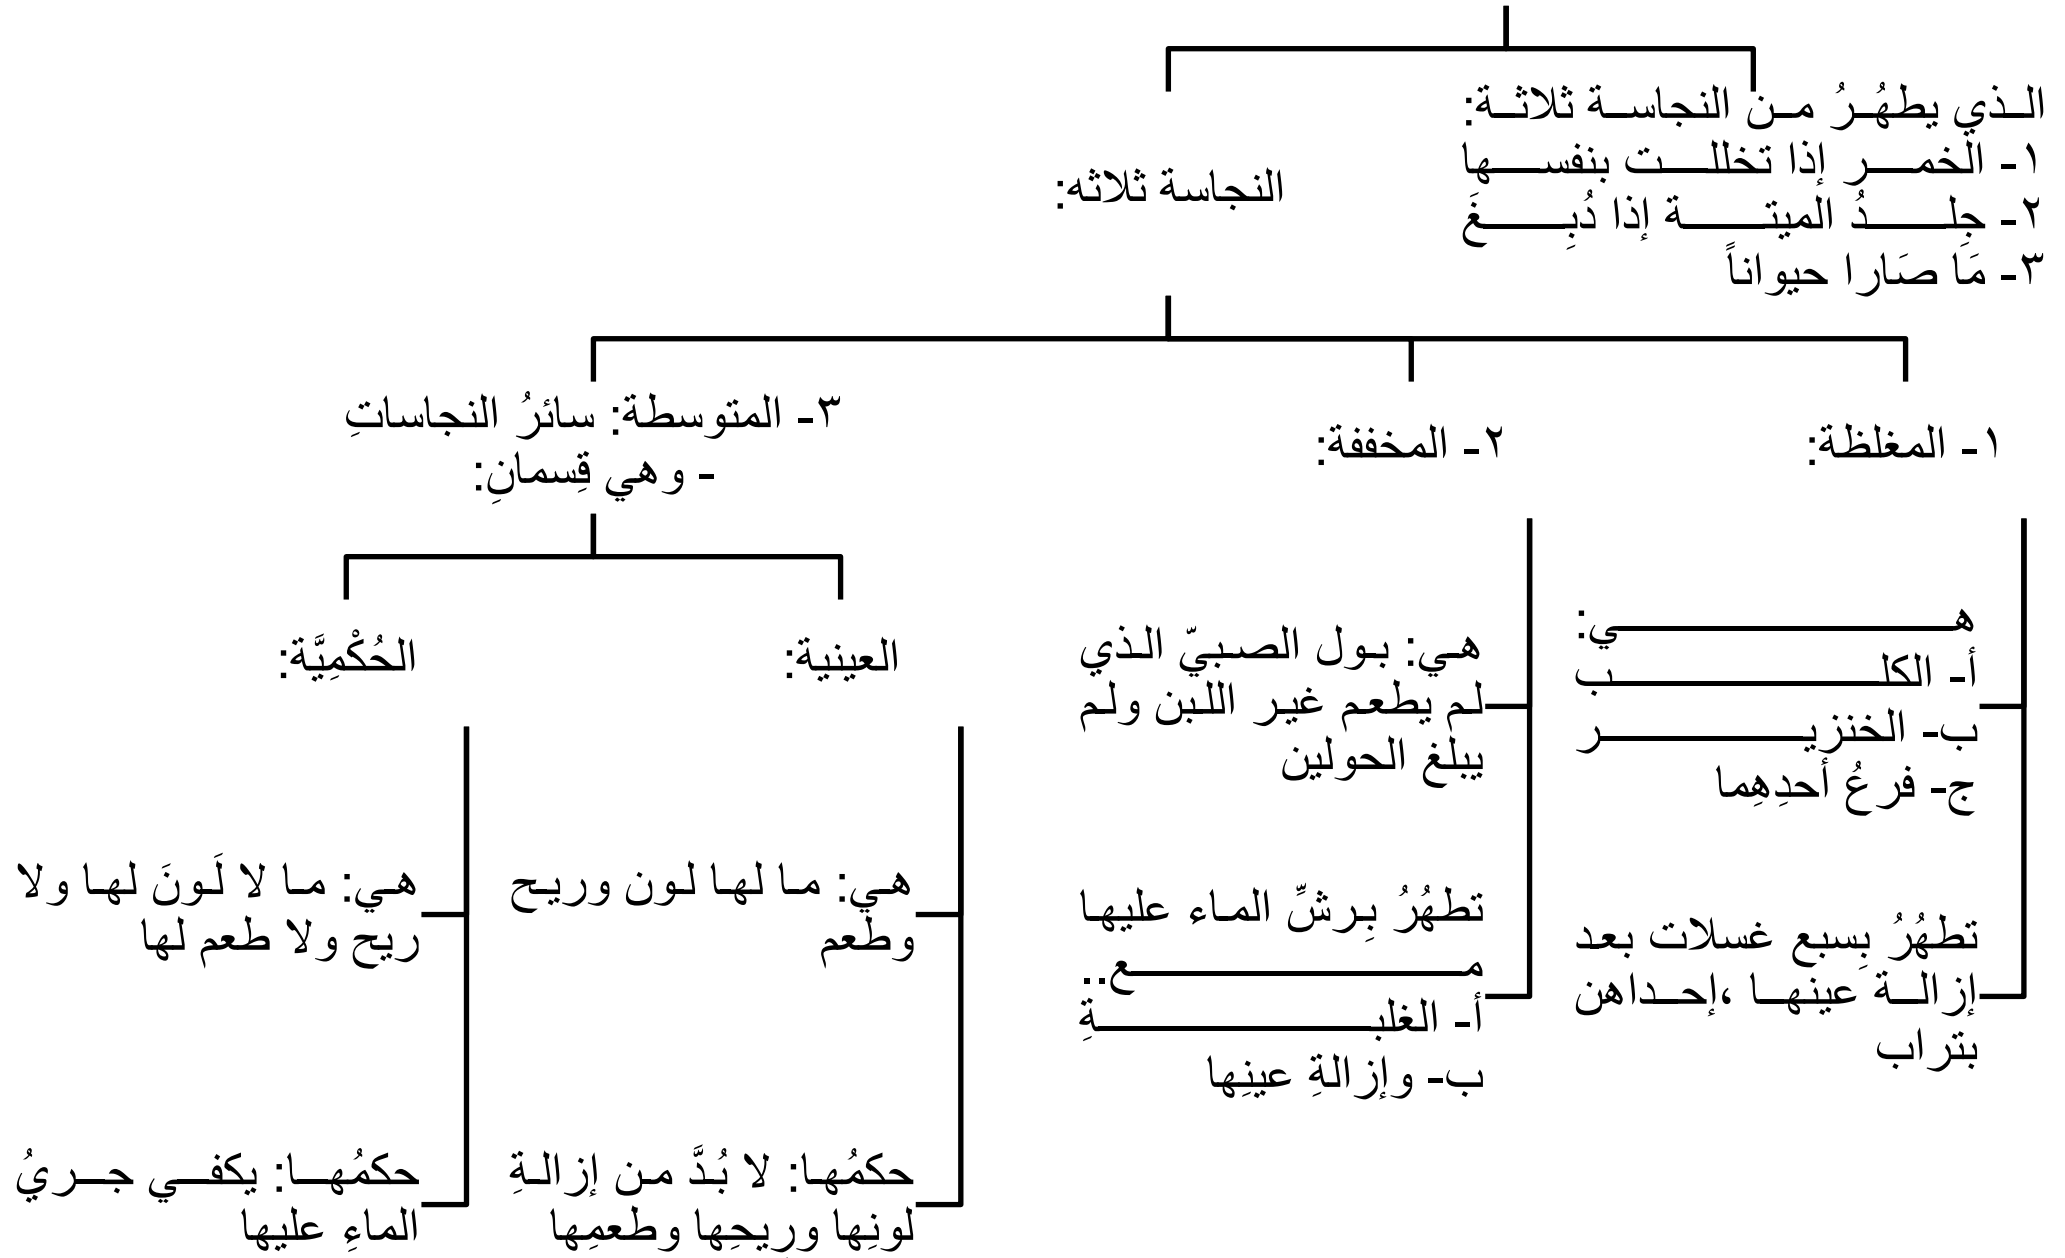 الذي يطهُرُ من النجاسة ثلاثة:
١- الخمر إذا تخللت بنفسها
٢- جِلدُ الميتة إذا دُبِغَ
٣- مَا صَارا حيواناً
النجاسة ثلاثه:
١- المغلظة:
هي:
أ- الكلب
ب- الخنزير
ج- فرعُ أحدِهِما
تطهُرُ بِسبع غسلات بعد
إزالة عينها ،إحداهن
بتراب
٢- المخففة:
هي: بول الصبيّ الذي
لم يطعم غير اللبن ولم
يبلغ الحولين
تطهُرُ بِرشِّ الماء عليها
مع..
أ- الغلبةِ
ب- وإزالةِ عينِها
٣- المتوسطة: سائرُ النجاساتِ
- وهي قِسمانِ:
العينية:
هي: ما لها لون وريح
وطعم
حكمُها: لا بُدَّ من إزالةِ
لونِها ورِيحِها وطعمِها
الحُكْمِيَّة:
هي: ما لا لَونَ لها ولا
ريح ولا طعم لها
حكمُها: يكفي جريُ
الماءِ عليها